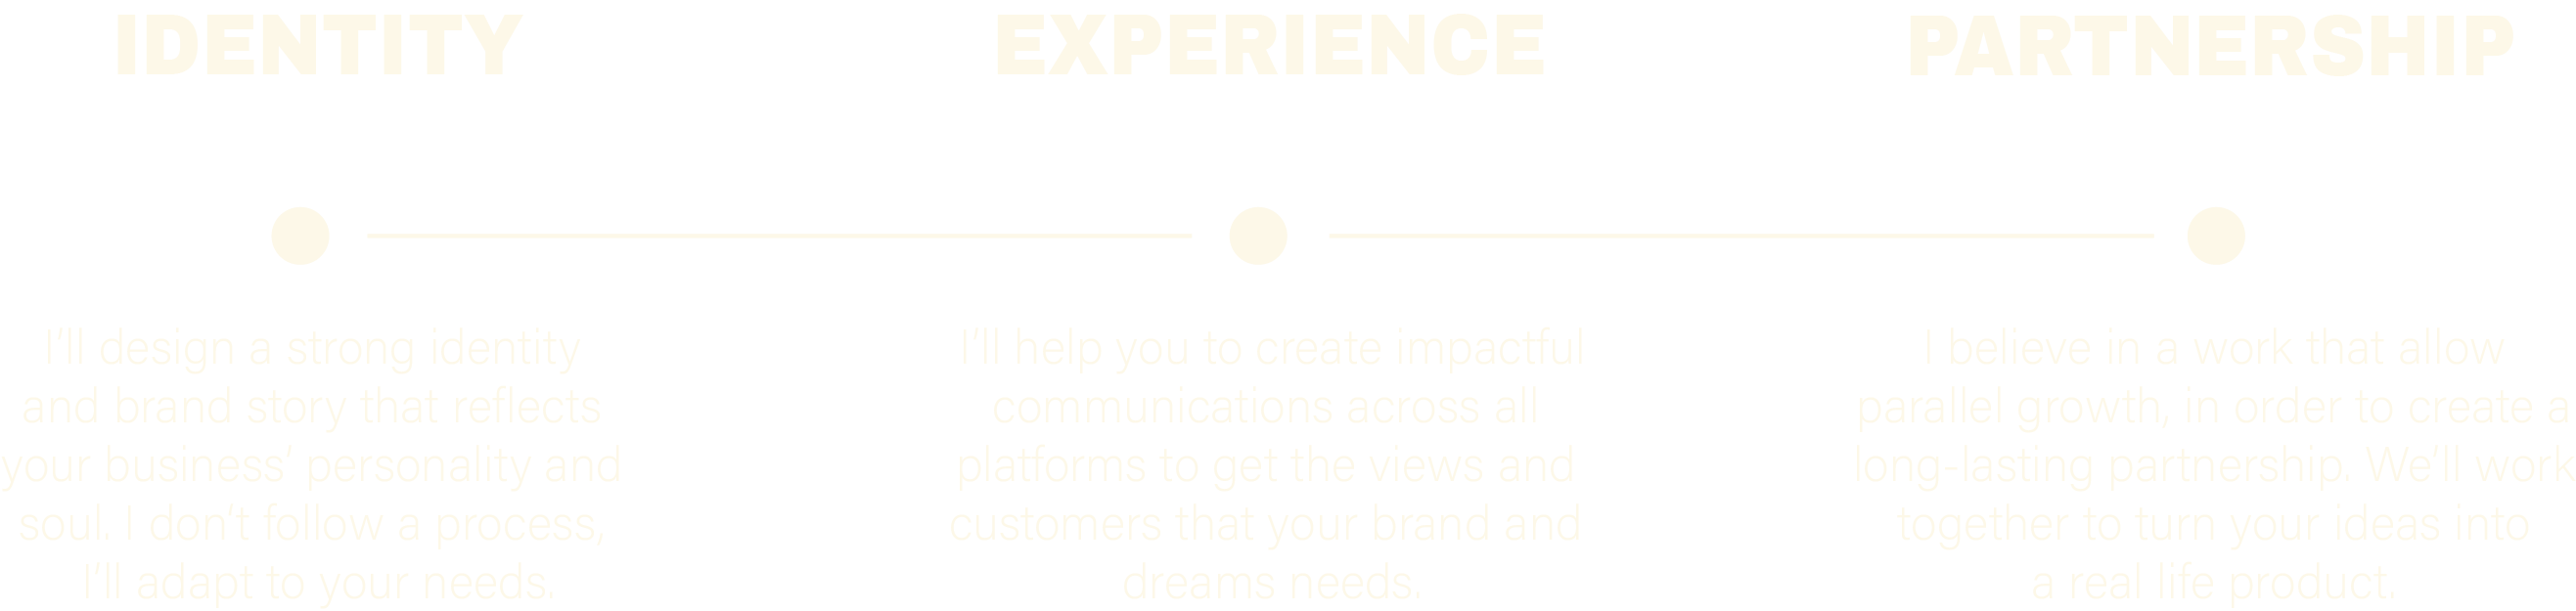 IDENTITY
I’ll design a strong identity
and brand story that reflects
your business’ personality and
soul. I don’t follow a process,
I’ll adapt to your needs.
EXPERIENCE
I’ll help you to create impactful
communications across all
platforms to get the views and
customers that your brand and
dreams needs.
PARTNERSHIP
I believe in a work that allow
parallel growth, in order to create a
long-lasting partnership. We’ll work
together to turn your ideas into
a real life product.